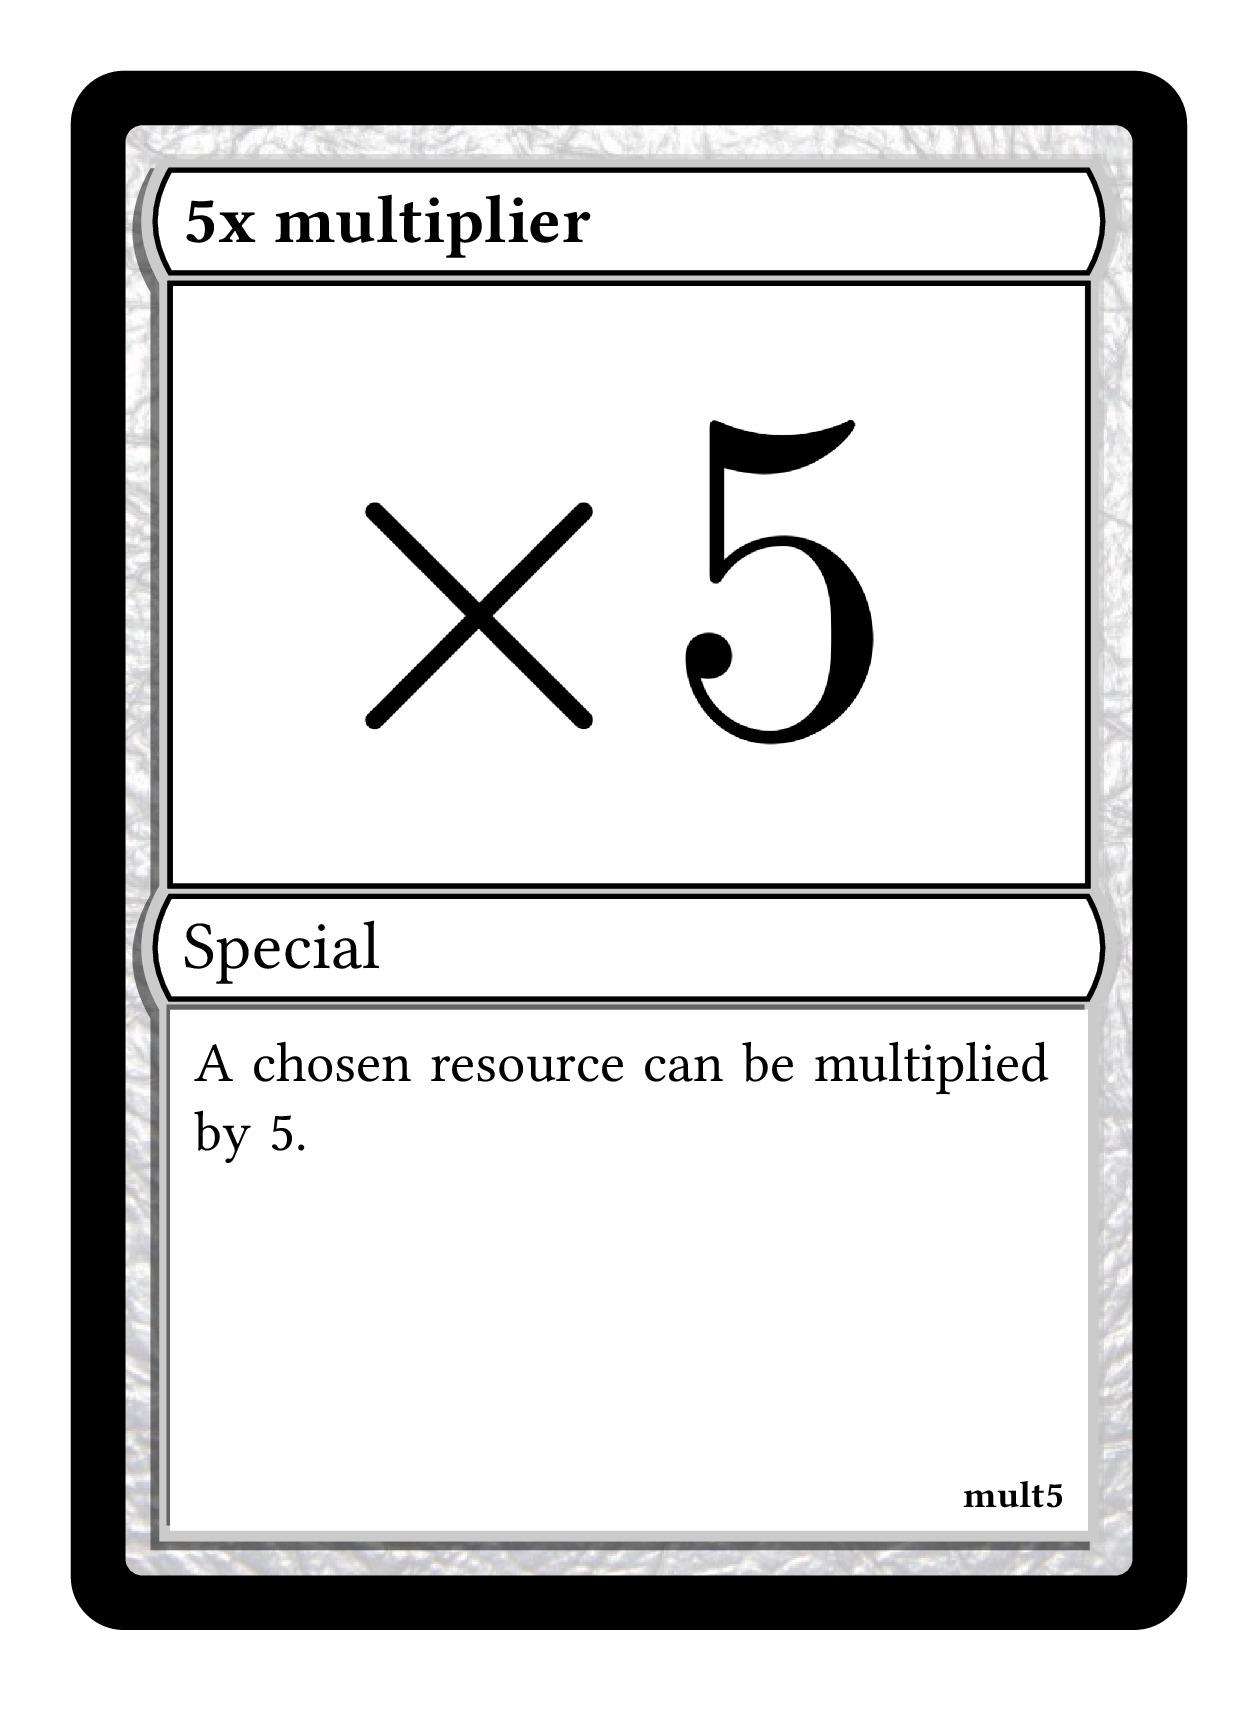 5x multiplier
×5
Special
A chosen resource can be multiplied
by 5.
mult5